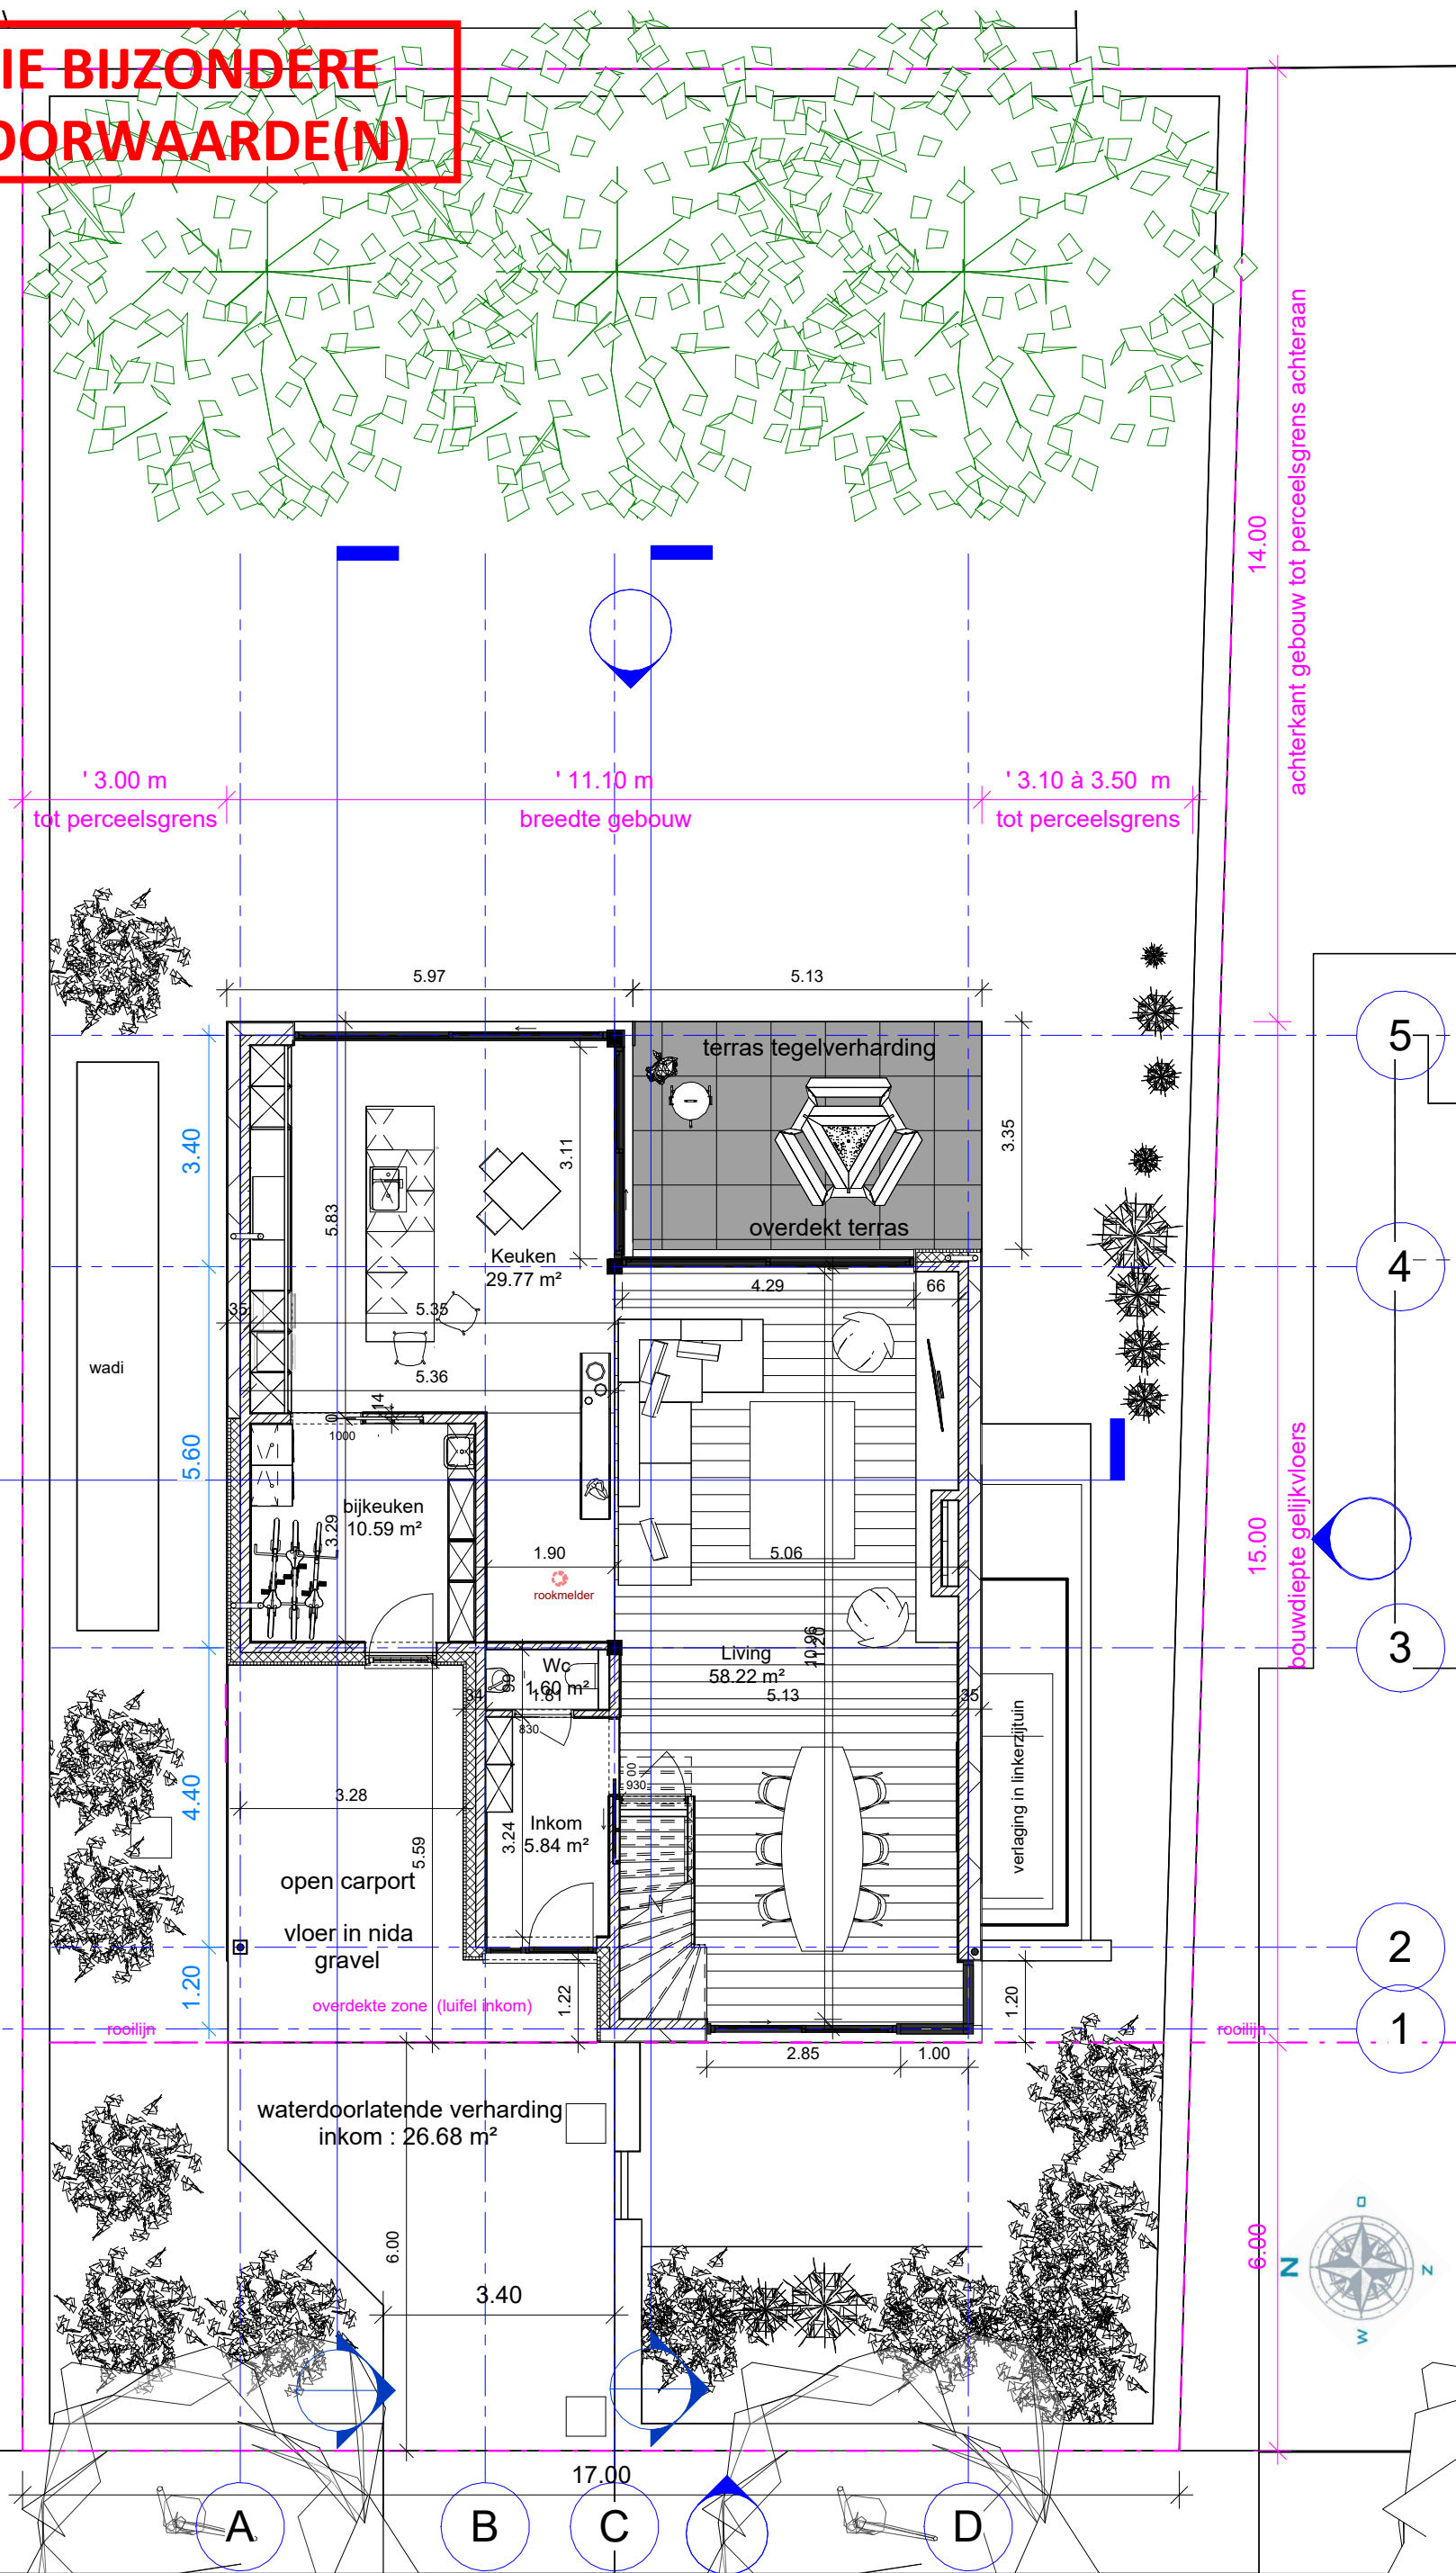 IE BIJZONDERE
OORWAARDE(N)
achterkant gebouw tot perceelsgrens achteraan
14.00
' 3.00 m
tot perceelsgrens
' 11.10 m
breedte gebouw
' 3.10 à 3.50 m
tot perceelsgrens
5.97
5.13
5
terras tegelverharding
3.40
3.11
3.35
5.83
overdekt terras
Keuken
29.77 m²
4
4.29
66
35
5.35
wadi
5.36
14
1000
5.60
bijkeuken
10.59 m²
3.29
1.90
rookmelder
5.06
15.00
bouwdiepte gelijkvloers
3
Wc
1.60 m²
99
1.81
34
830
Living
58.22 m²
5.13
35
verlaging in linkerzijtuin
930
3.28
4.40
Inkom
5.84 m²
3.24
5.59
open carport
vloer in nida
gravel
2
1.20
overdekte zone (luifel inkom)
1.22
1.20
rooilijn
rooilijn
1
2.85
1.00
waterdoorlatende verharding
inkom : 26.68 m²
6.00
6.00
3.40
O
N
Z
W
17.00
A
B
C
D